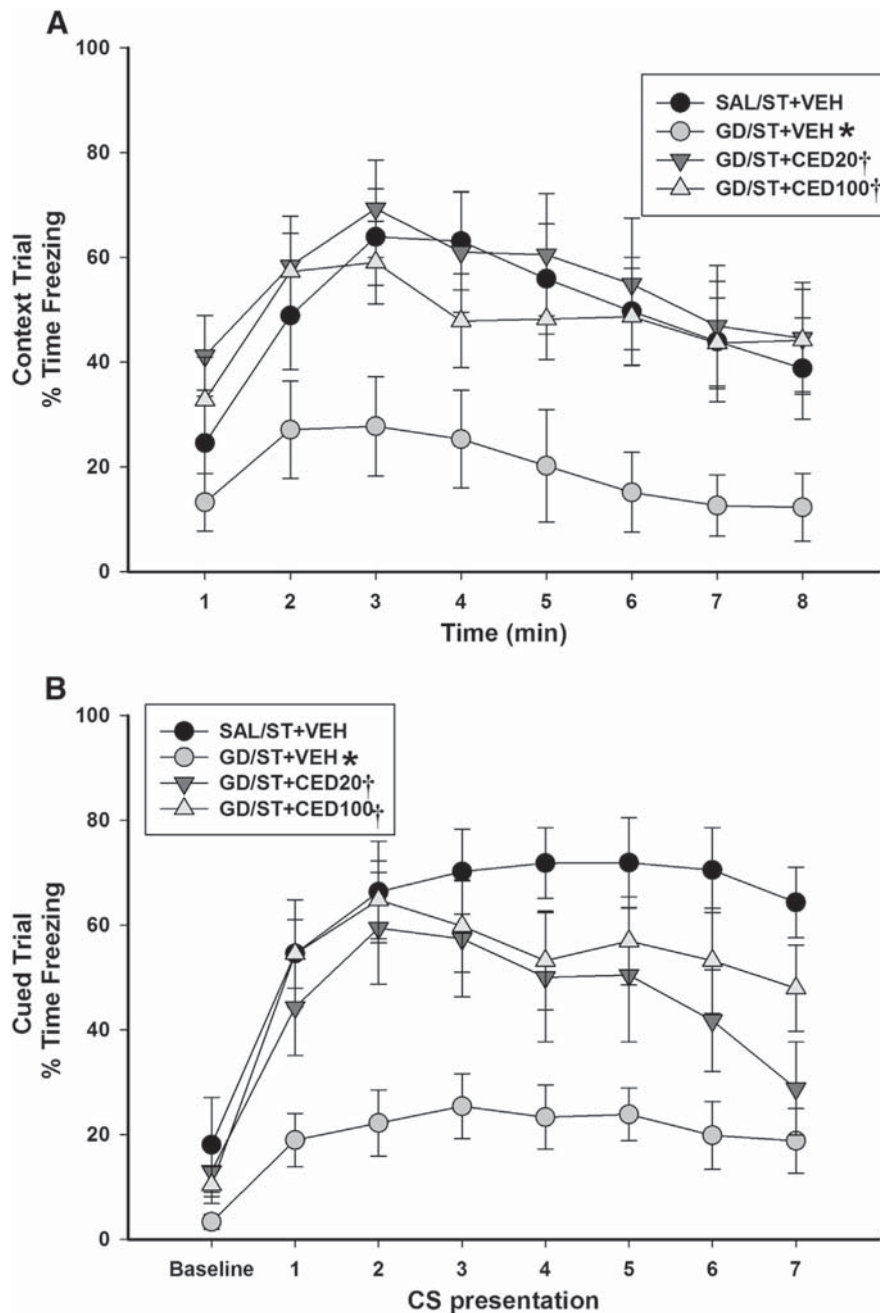 A
100
80
60
40
20
0
Context Trial
% Time Freezing
SAL/ST+VEH
GD/ST+VEH *
GD/ST+CED20†
GD/ST+CED100†
1 2 3 4 5 6 7 8
Time (min)
B
100
80
60
40
20
0
Cued Trial
% Time Freezing
SAL/ST+VEH
GD/ST+VEH *
GD/ST+CED20†
GD/ST+CED100†
Baseline 1 2 3 4 5 6 7
CS presentation